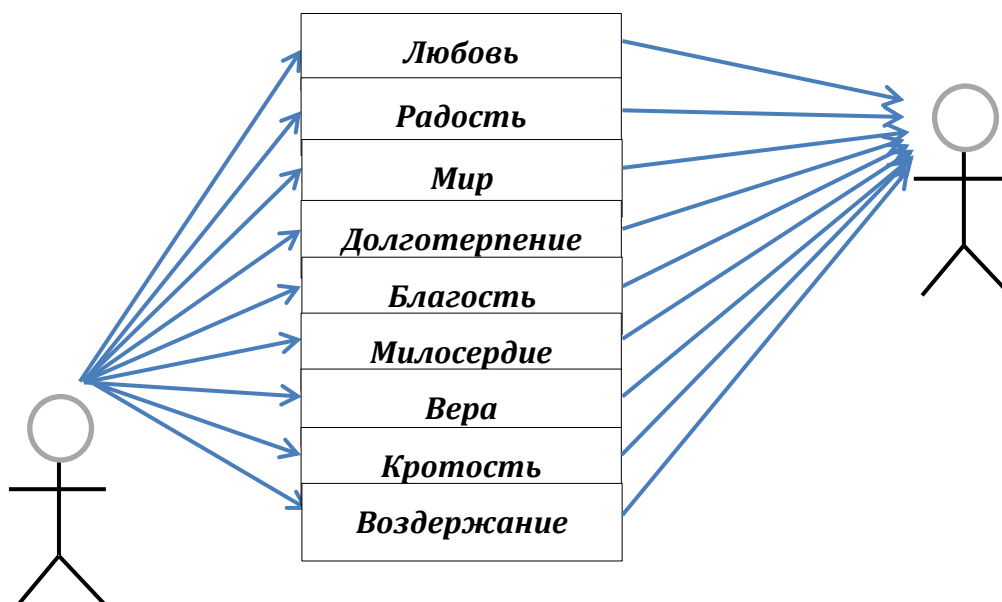 Любовь
Радость
Мир
Долготерпение
Благость
Милосердие
Вера
Кротость
Воздержание